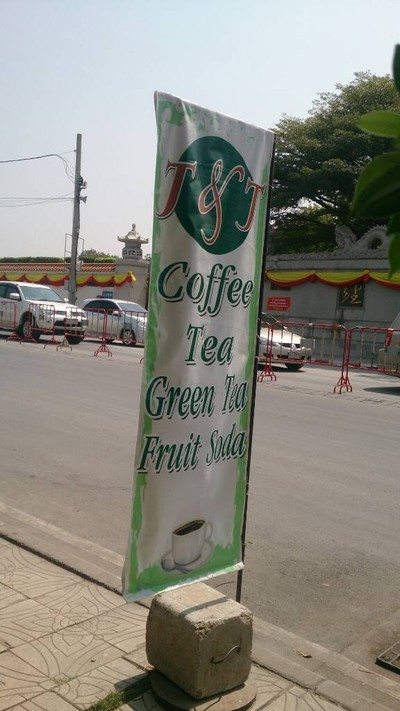 J & J
Coffee
Tea
Green Tea
Fruit Soda